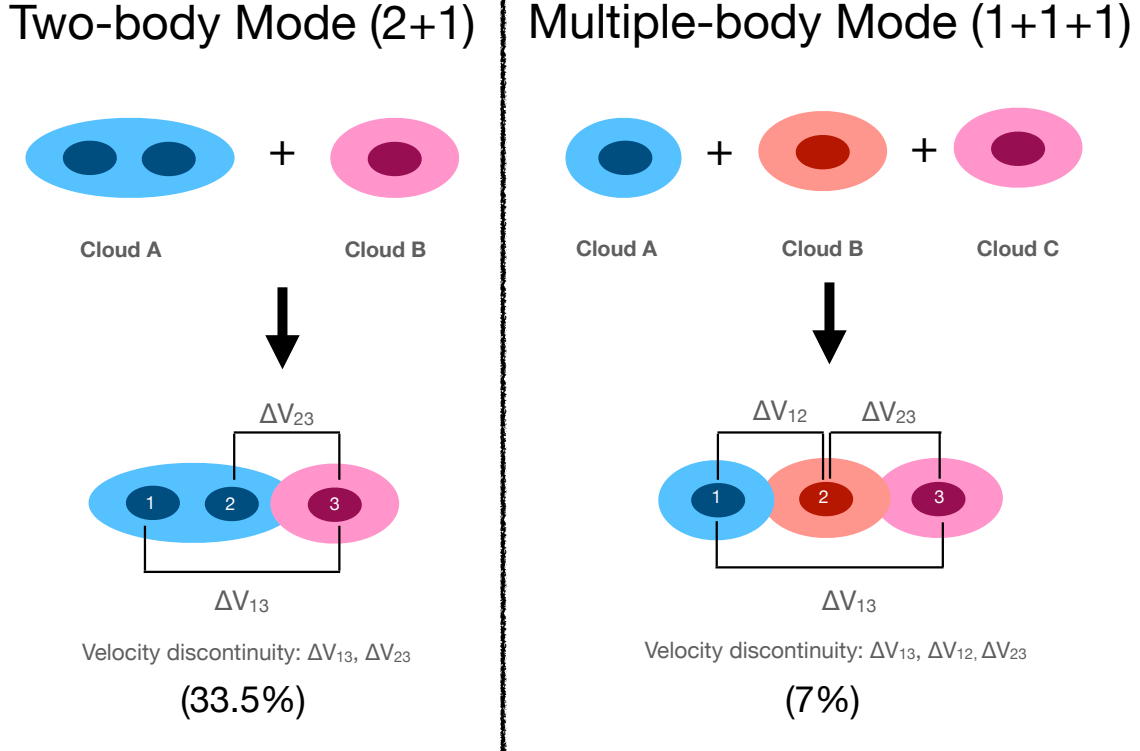 Two-body Mode (2+1)
+
Cloud A
Cloud B
ΔV₂₃
1
2
3
ΔV₁₃
Velocity discontinuity: ΔV₁₃, ΔV₂₃
(33.5%)
Multiple-body Mode (1+1+1)
+
+
Cloud A
Cloud B
Cloud C
ΔV₁₂
ΔV₂₃
1
2
3
ΔV₁₃
Velocity discontinuity: ΔV₁₃, ΔV₁₂, ΔV₂₃
(7%)